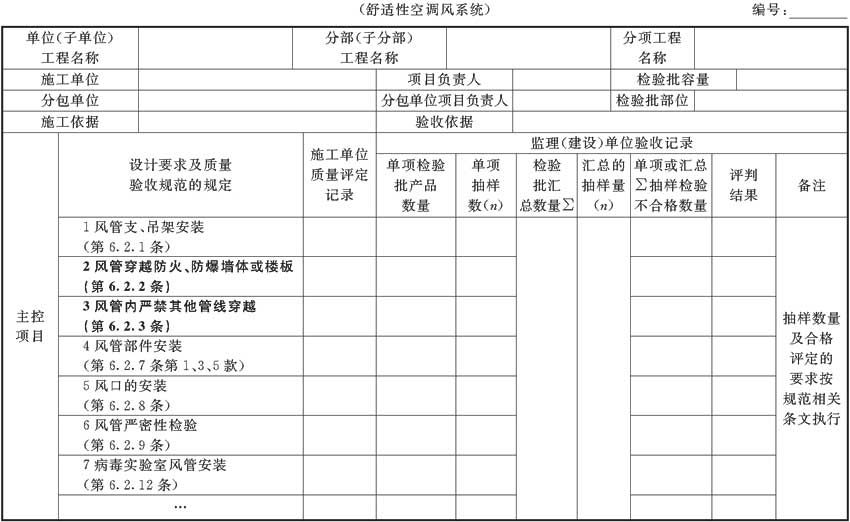 (舒适性空调风系统)
编号:
单位(子单位)
工程名称
分部(子分部)
工程名称
分项工程
名称
施工单位
项目负责人
检验批容量
分包单位
分包单位项目负责人
检验批部位
施工依据
验收依据
设计要求及质量
验收规范的规定
施工单位
质量评定
记录
监理(建设)单位验收记录
单项检验
批产品
数量
单项
抽样
数(n)
检验
批汇
总数量∑
汇总的
抽样量
(n)
单项或汇总
∑抽样检验
不合格数量
评判
结果
备注
主控
项目
1 风管支、吊架安装
(第 6.2.1 条)
2 风管穿越防火、防爆墙体或楼板
(第 6.2.2 条)
3 风管内严禁其他管线穿越
(第 6.2.3 条)
4 风管部件安装
(第 6.2.7 条第 1、3、5 款)
5 风口的安装
(第 6.2.8 条)
6 风管严密性检验
(第 6.2.9 条)
7 病毒实验室风管安装
(第 6.2.12 条)
…
抽样数量
及合格
评定的
要求按
规范相关
条文执行